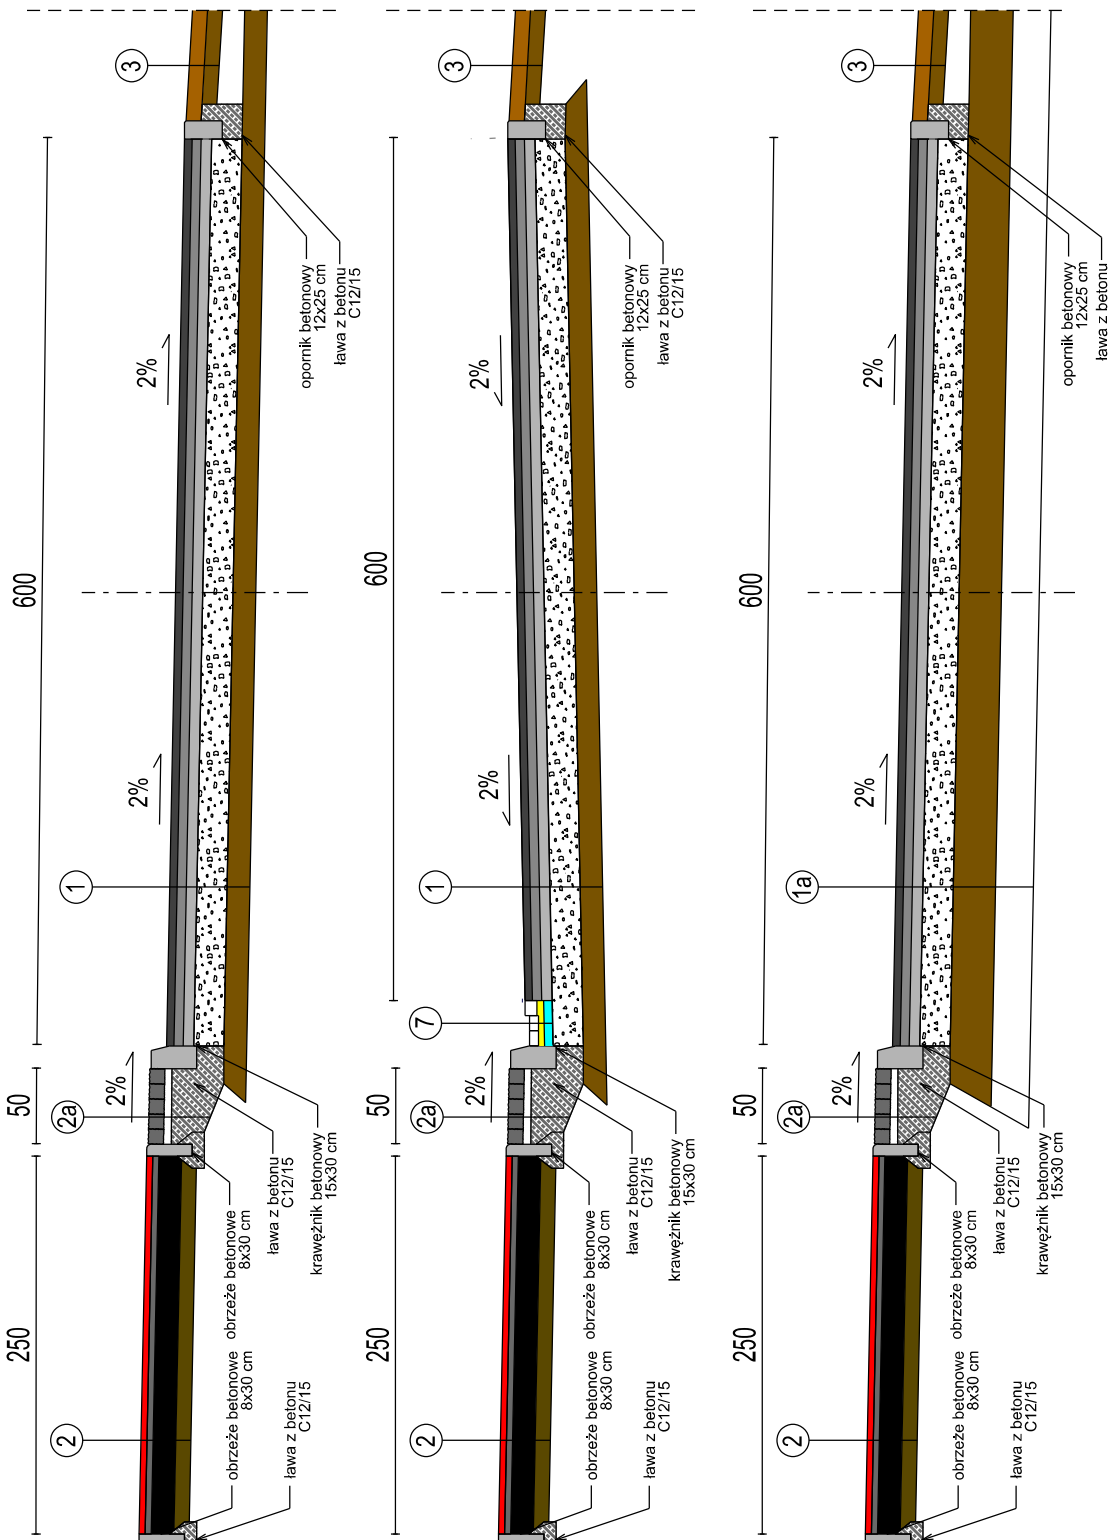 250
50
600
2
2a
1
3
2%
2%
2%
obrzeże betonowe
8x30 cm
ława z betonu
C12/15
obrzeże betonowe
8x30 cm
ława z betonu
C12/15
krawężnik betonowy
15x30 cm
opornik betonowy
12x25 cm
ława z betonu
C12/15
250
50
600
2
2a
7
1
3
2%
2%
2%
obrzeże betonowe
8x30 cm
ława z betonu
C12/15
obrzeże betonowe
8x30 cm
ława z betonu
C12/15
krawężnik betonowy
15x30 cm
opornik betonowy
12x25 cm
ława z betonu
C12/15
250
50
600
2
2a
1a
3
2%
2%
2%
obrzeże betonowe
8x30 cm
ława z betonu
C12/15
obrzeże betonowe
8x30 cm
ława z betonu
C12/15
krawężnik betonowy
15x30 cm
opornik betonowy
12x25 cm
ława z betonu